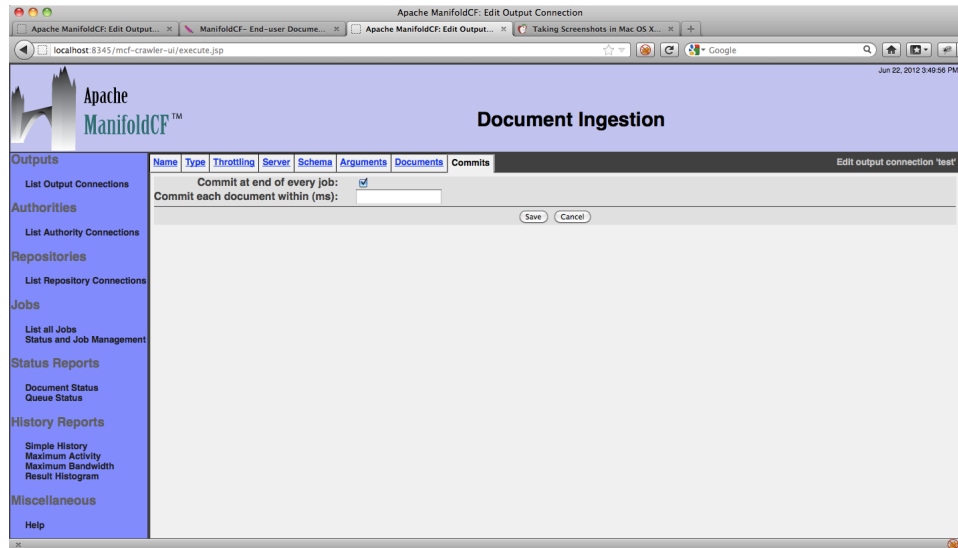 Apache ManifoldCF: Edit Output Connection
Apache ManifoldCF: Edit Outpu... × ManifoldCF- End-user Docume... × Apache ManifoldCF: Edit Output... × Taking Screenshots in Mac OS X... × +
localhost:8345/mcf-crawler-ui/execute.jsp Google
Jun 22, 2012 3:49:56 PM
Apache
ManifoldCF™
Document Ingestion
Outputs
Name Type Throttling Server Schema Arguments Documents Commits Edit output connection 'test'
Commit at end of every job:
Commit each document within (ms):
Save Cancel
List Output Connections
Authorities
List Authority Connections
Repositories
List Repository Connections
Jobs
List all Jobs
Status and Job Management
Status Reports
Document Status
Queue Status
History Reports
Simple History
Maximum Activity
Maximum Bandwidth
Result Histogram
Miscellaneous
Help
×